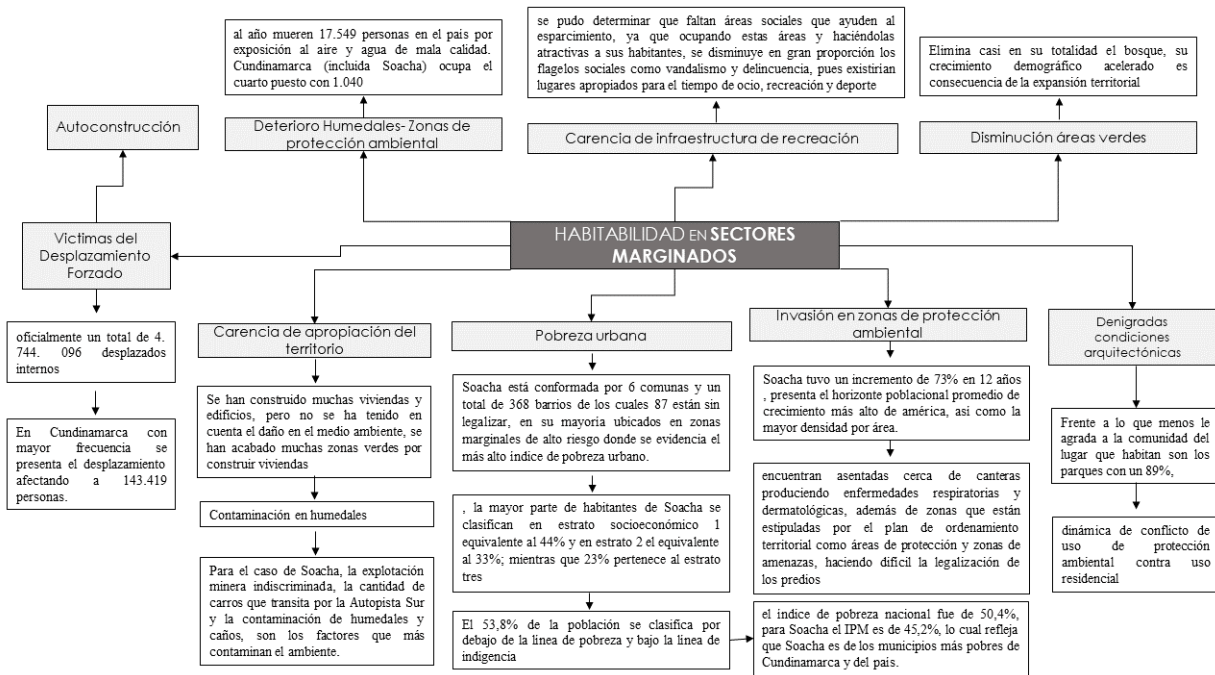 al año mueren 17.549 personas en el país por
exposición al aire y agua de mala calidad.
Cundinamarca (incluida Soacha) ocupa el
cuarto puesto con 1.040
se pudo determinar que faltan áreas sociales que ayuden al
esparcimiento, ya que ocupando estas áreas y haciéndolas
atractivas a sus habitantes, se disminuye en gran proporción los
flagelos sociales como vandalismo y delincuencia, pues existirían
lugares apropiados para el tiempo de ocio, recreación y deporte
Elimina casi en su totalidad el bosque, su
crecimiento demográfico acelerado es
consecuencia de la expansión territorial
Autoconstrucción
Deterioro Humedales- Zonas de
protección ambiental
Carencia de infraestructura de recreación
Disminución áreas verdes
HABITABILIDAD EN SECTORES
MARGINADOS
Victimas del
Desplazamiento
Forzado
oficialmente un total de 4.
744. 096 desplazados
internos
En Cundinamarca con
mayor frecuencia se
presenta el desplazamiento
afectando a 143.419
personas.
Carencia de apropiación del
territorio
Se han construido muchas viviendas y
edificios, pero no se ha tenido en
cuenta el daño en el medio ambiente, se
han acabado muchas zonas verdes por
construir viviendas
Contaminación en humedales
Para el caso de Soacha, la explotación
minera indiscriminada, la cantidad de
carros que transita por la Autopista Sur
y la contaminación de humedales y
caños, son los factores que más
contaminan el ambiente.
Pobreza urbana
Soacha está conformada por 6 comunas y un
total de 368 barrios de los cuales 87 están sin
legalizar, en su mayoría ubicados en zonas
marginales de alto riesgo donde se evidencia el
más alto índice de pobreza urbano.
, la mayor parte de habitantes de Soacha se
clasifican en estrato socioeconómico 1
equivalente al 44% y en estrato 2 el equivalente
al 33%; mientras que 23% pertenece al estrato
tres
El 53,8% de la población se clasifica por
debajo de la línea de pobreza y bajo la línea de
indigencia
el índice de pobreza nacional fue de 50,4%,
para Soacha el IPM es de 45,2%, lo cual refleja
que Soacha es de los municipios más pobres de
Cundinamarca y del país.
Invasión en zonas de protección
ambiental
Soacha tuvo un incremento de 73% en 12 años
, presenta el horizonte poblacional promedio de
crecimiento más alto de américa, así como la
mayor densidad por área.
encuentran asentadas cerca de canteras
produciendo enfermedades respiratorias y
dermatológicas, además de zonas que están
estipuladas por el plan de ordenamiento
territorial como áreas de protección y zonas de
amenazas, haciendo difícil la legalización de
los predios
Denigradas
condiciones
arquitectónicas
Frente a lo que menos le
agrada a la comunidad del
lugar que habitan son los
parques con un 89%,
dinámica de conflicto de
uso de protección
ambiental contra uso
residencial